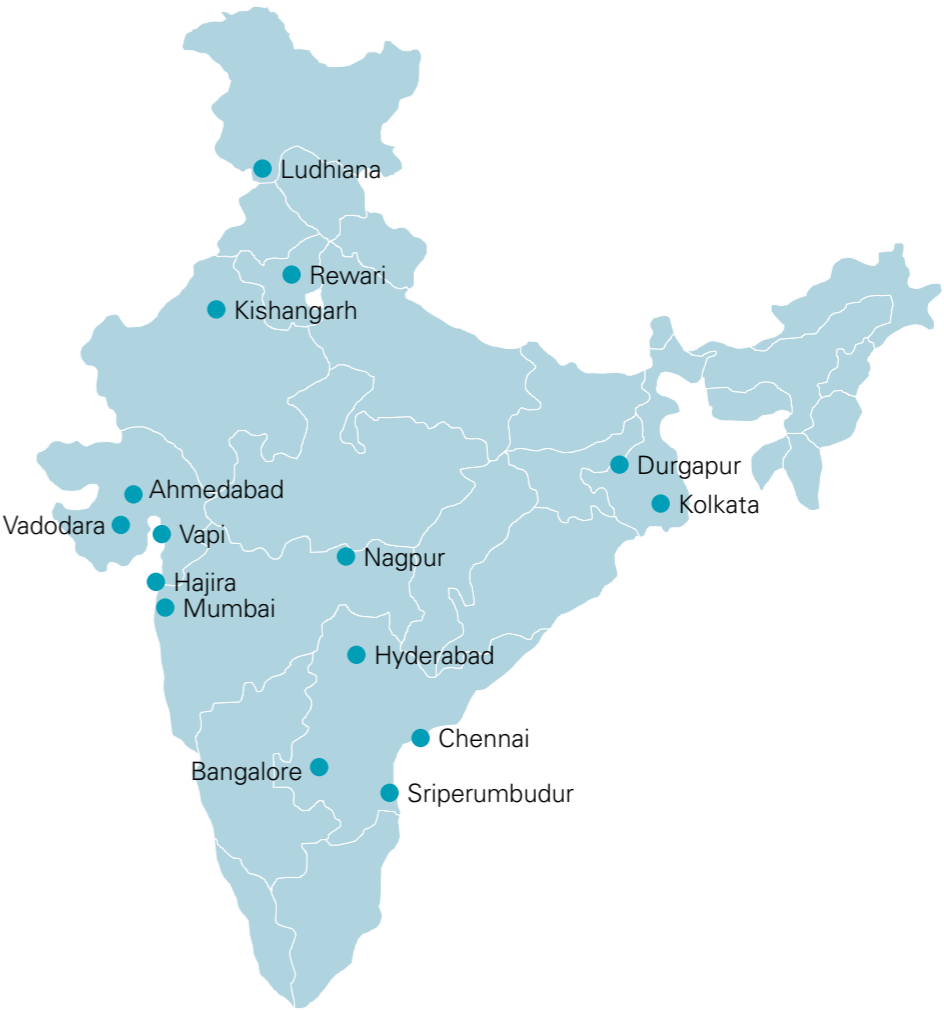 Ludhiana
Rewari
Kishangarh
Durgapur
Ahmedabad
Kolkata
Vadodara
Vapi
Nagpur
Hajira
Mumbai
Hyderabad
Chennai
Bangalore
Sriperumbudur